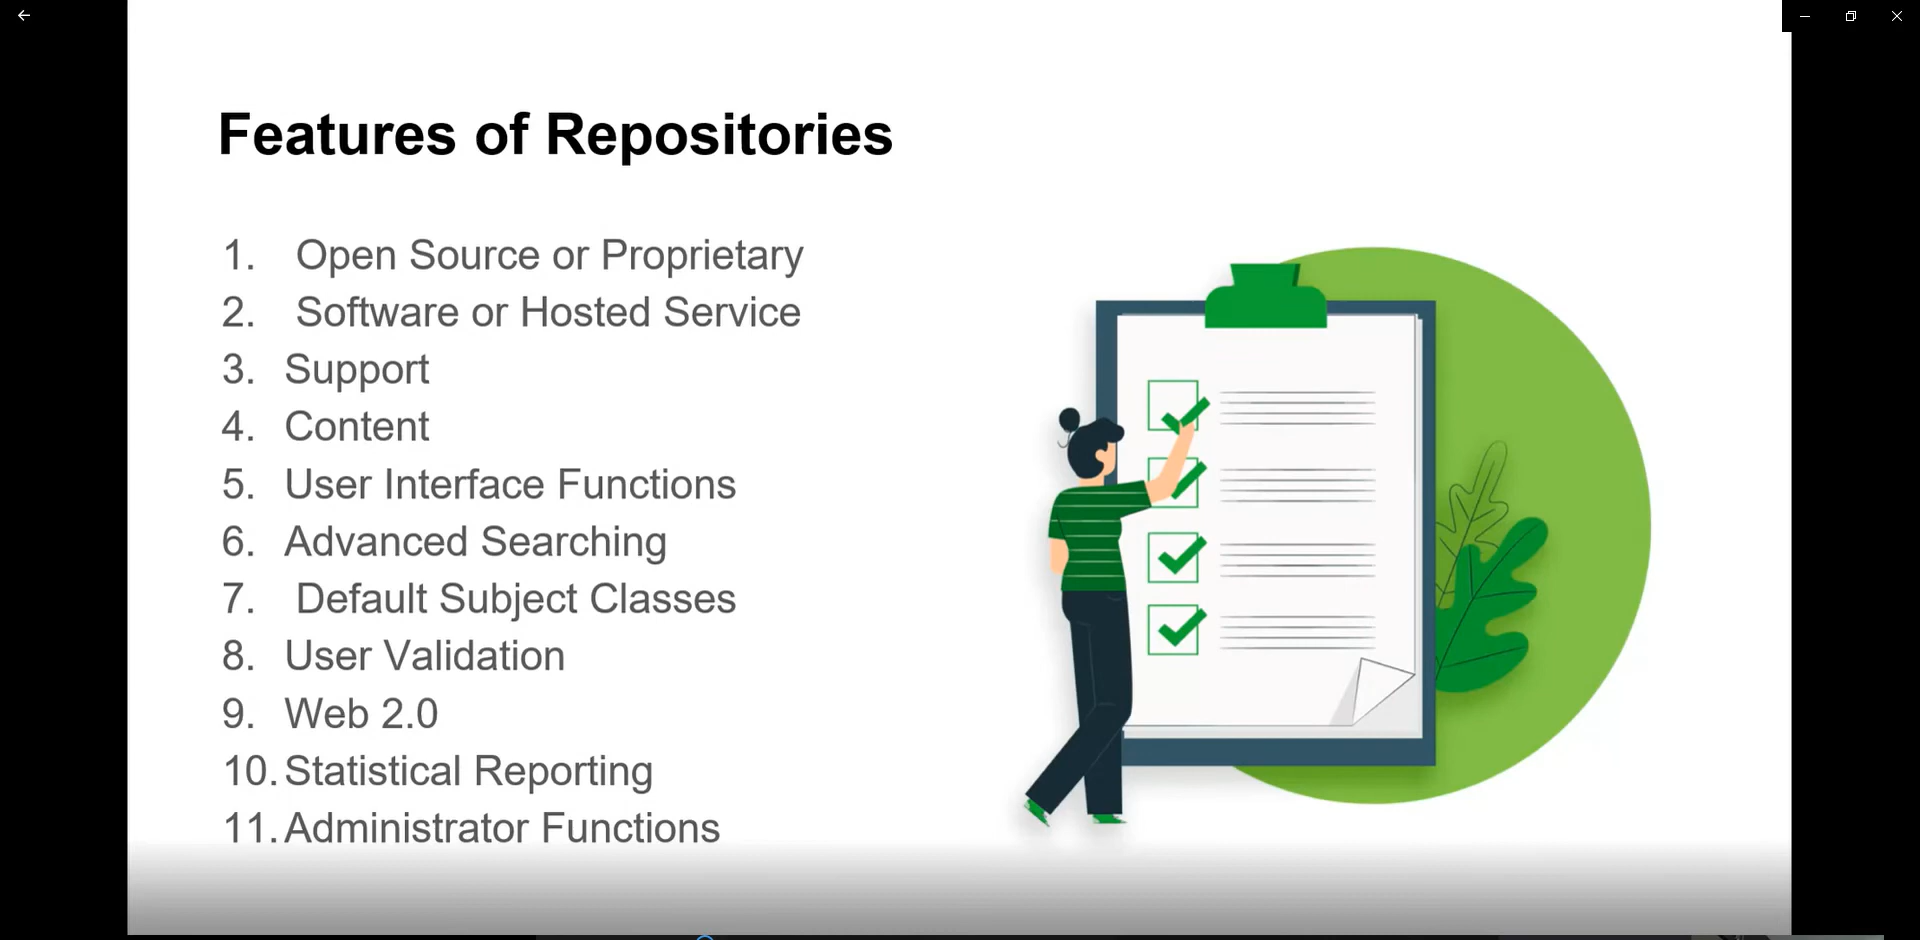 Features of Repositories
1. Open Source or Proprietary
2. Software or Hosted Service
3. Support
4. Content
5. User Interface Functions
6. Advanced Searching
7. Default Subject Classes
8. User Validation
9. Web 2.0
10. Statistical Reporting
11. Administrator Functions